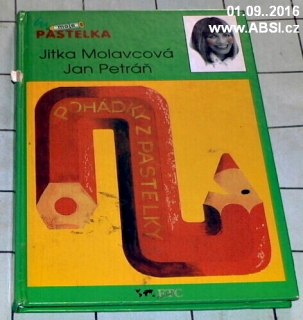 01.09..2016
www.ABSI.cz
PASTELKA
Jitka Molavcová
Jan Petráň
POHÁDKY Z PASTELKY